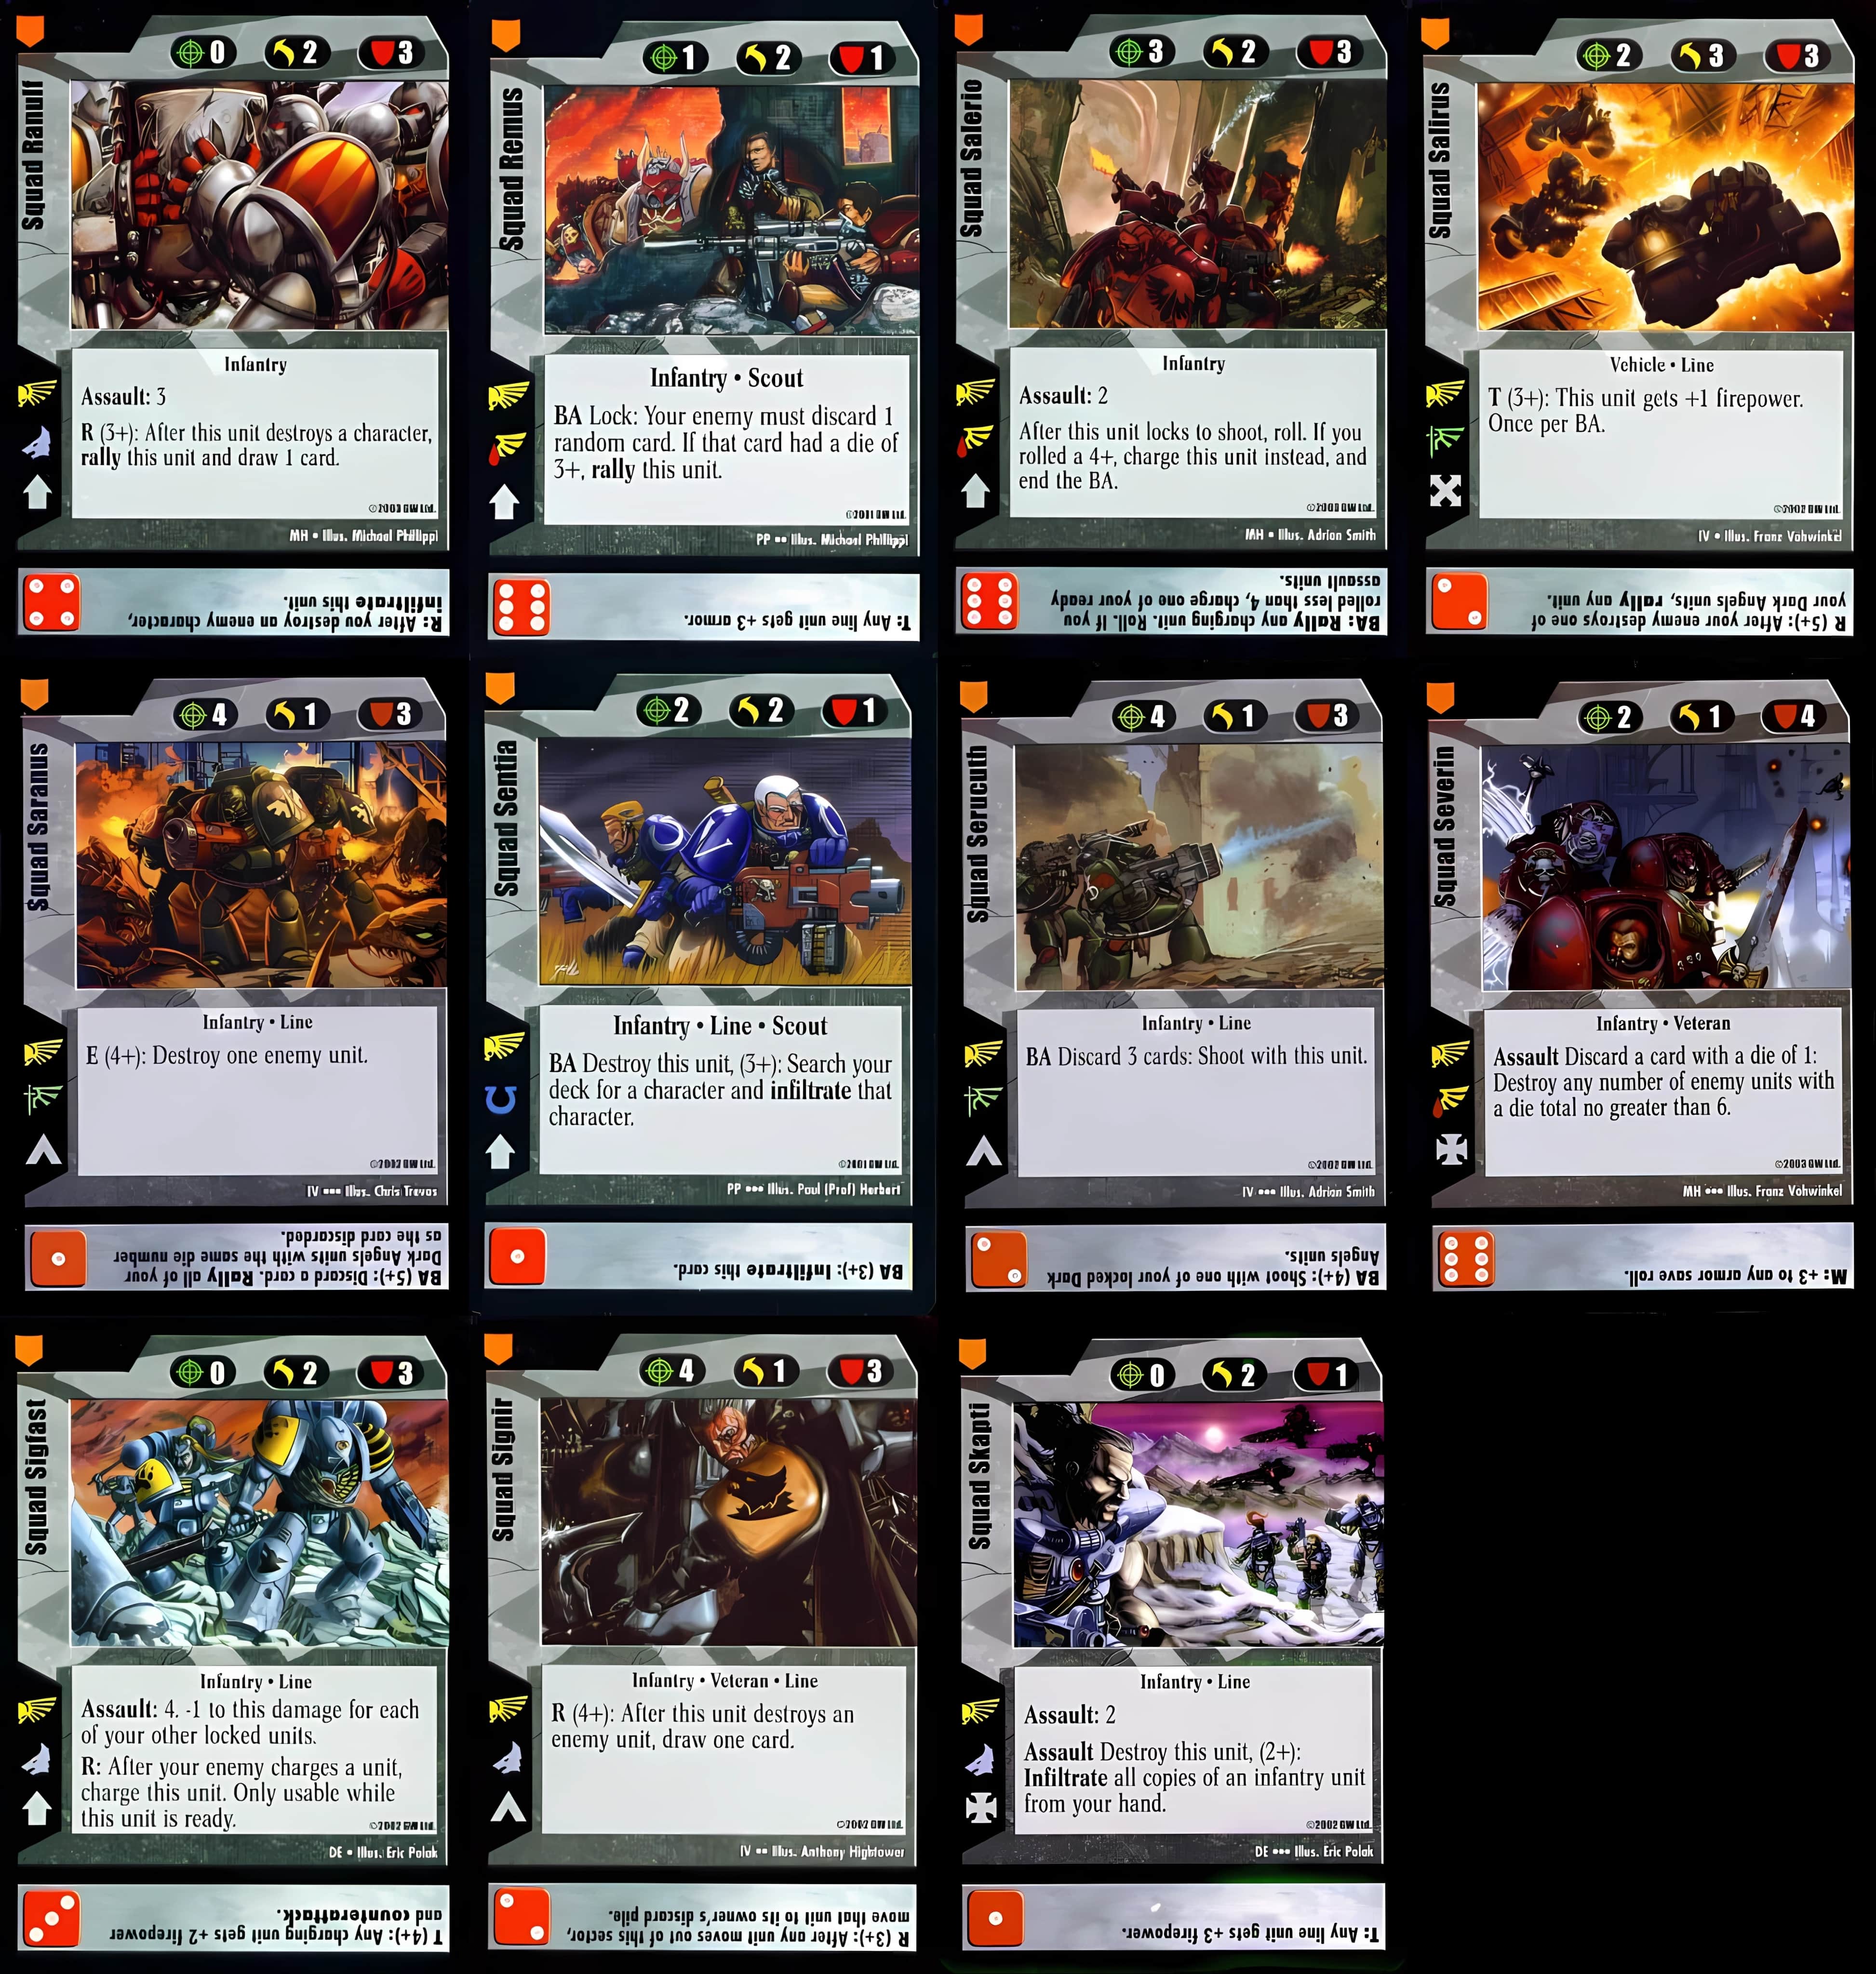 Squad Ranulf
0 2 3
Infantry
Assault: 3
R (3+): After this unit destroys a character,
rally this unit and draw 1 card.
©2003 GW Ltd.
MH • Illus. Michael Phillippi
R: After you destroy an enemy character,
infiltrate this unit.
Squad Remus
1 2 1
Infantry • Scout
BA Lock: Your enemy must discard 1
random card. If that card had a die of
3+, rally this unit.
©2001 GW Ltd.
PP •• Illus. Michael Phillippi
T: Any line unit gets +3 armor.
Squad Salerio
3 2 3
Infantry
Assault: 2
After this unit locks to shoot, roll. If you
rolled a 4+, charge this unit instead, and
end the BA.
MH • Illus. Adrian Smith
BA: Rally any charging unit. Roll. If you
rolled less than 4, charge one of your ready
assault units.
Squad Salirus
2 3 3
Vehicle • Line
T (3+): This unit gets +1 firepower.
Once per BA.
©2002 GW Ltd.
IV • Illus. Franz Vohwinkel
R (5+): After your enemy destroys one of
your Dark Angels units, rally any unit.
Squad Saranus
4 1 3
Infantry • Line
E (4+): Destroy one enemy unit.
©2002 GW Ltd.
IV ••• Illus. Chris Trevas
BA (5+): Discard a card. Rally all of your
Dark Angels units with the same die number
as the card discarded.
Squad Sentia
2 2 1
Infantry • Line • Scout
BA Destroy this unit, (3+): Search your
deck for a character and infiltrate that
character.
©2001 GW Ltd.
PP ••• Illus. Paul (Prof) Herbert
BA (3+): Infiltrate this card.
Squad Serucuth
4 1 3
Infantry • Line
BA Discard 3 cards: Shoot with this unit.
©2002 GW Ltd.
IV ••• Illus. Adrian Smith
BA (4+): Shoot with one of your locked Dark
Angels units.
Squad Severin
2 1 4
Infantry • Veteran
Assault Discard a card with a die of 1:
Destroy any number of enemy units with
a die total no greater than 6.
©2003 GW Ltd.
MH ••• Illus. Franz Vohwinkel
M: +3 to any armor save roll.
Squad Sigfast
0 2 3
Infantry • Line
Assault: 4. -1 to this damage for each
of your other locked units.
R: After your enemy charges a unit,
charge this unit. Only usable while
this unit is ready.
©2002 GW Ltd.
DE • Illus. Eric Polak
T (4+): Any charging unit gets +2 firepower
and counterattack.
Squad Signir
4 1 3
Infantry • Veteran • Line
R (4+): After this unit destroys an
enemy unit, draw one card.
©2002 GW Ltd.
IV •• Illus. Anthony Hightower
R (3+): After any unit moves out of this sector,
move that unit to its owner's discard pile.
Squad Skapti
0 2 1
Infantry • Line
Assault: 2
Assault Destroy this unit, (2+):
Infiltrate all copies of an infantry unit
from your hand.
©2002 GW Ltd.
DE ••• Illus. Eric Polak
T: Any line unit gets +3 firepower.